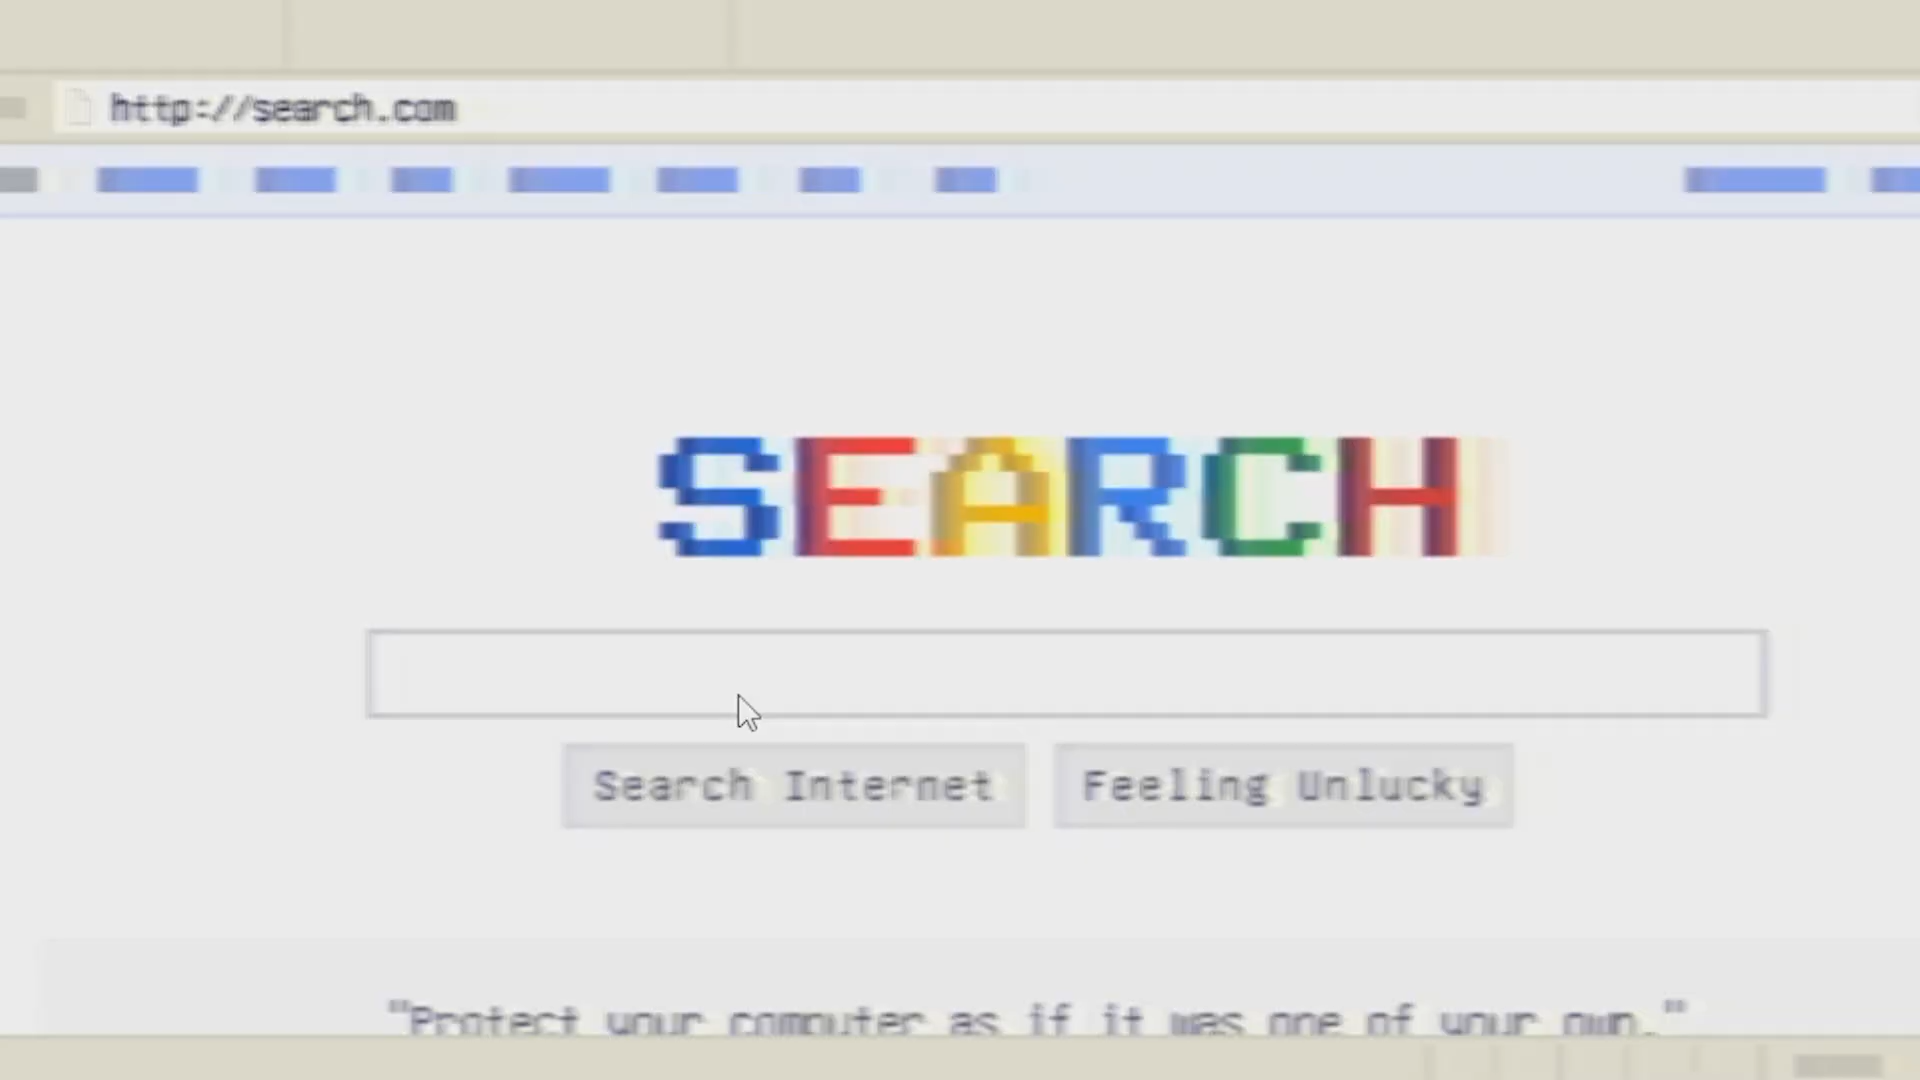 http://search.com
SEARCH
Search Internet
Feeling Unlucky
"Protect your computer as if it was one of your own."